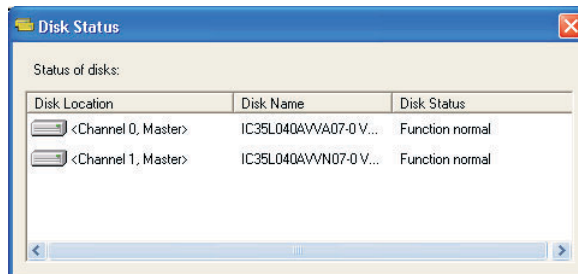 Disk Status
Status of disks:
Disk Location Disk Name Disk Status
<Channel 0, Master> IC35L040AVVA07-0 V... Function normal
<Channel 1, Master> IC35L040AVVN07-0 V... Function normal